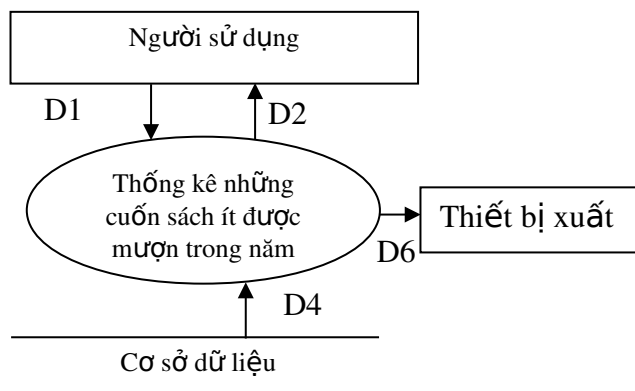 Người sử dụng
D1
D2
Thống kê những
cuốn sách ít được
mượn trong năm
Thiết bị xuất
D6
D4
Cơ sở dữ liệu